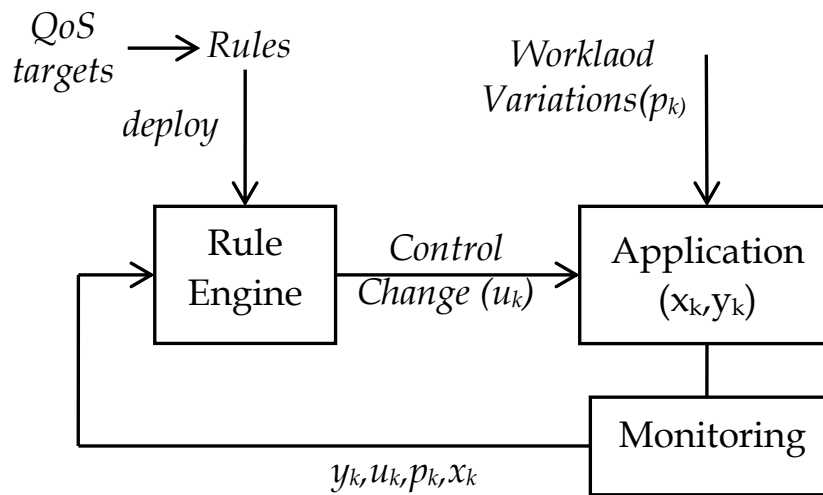 QoS
targets
Rules
deploy
Worklaod
Variations(pk)
Rule
Engine
Control
Change (uk)
Application
(xk,yk)
Monitoring
yk,uk,pk,xk